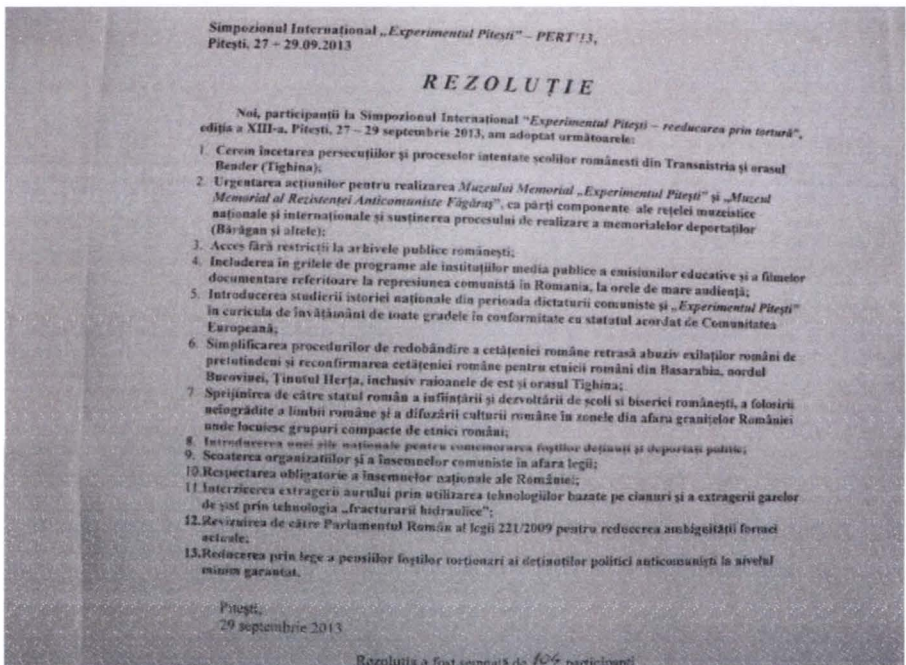 Simpozionul Internațional „Experimentul Pitești” – PERT'13,
Pitești, 27 – 29.09.2013
REZOLUȚIE
Noi, participanții la Simpozionul Internațional "Experimentul Pitești – reeducarea prin tortură",
ediția a XIII-a, Pitești, 27 – 29 septembrie 2013, am adoptat următoarele:
1. Cerem încetarea persecuțiilor și proceselor intentate școlilor românești din Transnistria și orasul
Bender (Tighina);
2. Urgentarea acțiunilor pentru realizarea Muzeului Memorial „Experimentul Pitești” și „Muzeul
Memorial al Rezistenței Anticomuniste Făgăraș”, ca părți componente ale rețelei muzeistice
naționale și internaționale și susținerea procesului de realizare a memorialelor deportaților
(Bărăgan și altele);
3. Acces fără restricții la arhivele publice românești;
4. Includerea în grilele de programe ale instituțiilor media publice a emisiunilor educative și a filmelor
documentare referitoare la represiunea comunistă în Romania, la orele de mare audiență;
5. Introducerea studierii istoriei naționale din perioada dictaturii comuniste și „Experimentul Pitești”
în curicula de învățământ de toate gradele în conformitate cu statutul acordat de Comunitatea
Europeană;
6. Simplificarea procedurilor de redobândire a cetățeniei române retrasă abuziv exilaților români de
pretutindeni și reconfirmarea cetățeniei române pentru etnicii români din Basarabia, nordul
Bucovinei, Ținutul Herța, inclusiv raioanele de est și orasul Tighina;
7. Sprijinirea de către statul român a înființării și dezvoltării de școli si biserici românești, a folosirii
neîngrădite a limbii române și a difuzării culturii române în zonele din afara granițelor României
unde locuiesc grupuri compacte de etnici români;
8. Introducerea unei zile naționale pentru comemorarea foștilor deținuți și deportați politic;
9. Scoaterea organizatiilor și a însemnelor comuniste în afara legii;
10.Respectarea obligatorie a însemnelor naționale ale României;
11.Interzicerea extragerii aurului prin utilizarea tehnologiilor bazate pe cianuri și a extragerii gazelor
de șist prin tehnologia „fracturarii hidraulice”;
12.Revizuirea de către Parlamentul Român al legii 221/2009 pentru reducerea ambiguității formei
actuale;
13.Reducerea prin lege a pensiilor foștilor torționari ai deținuților politici anticomuniști la nivelul
minim garantat.
Pitești,
29 septembrie 2013
Rezoluția a fost semnată de 104 participanți